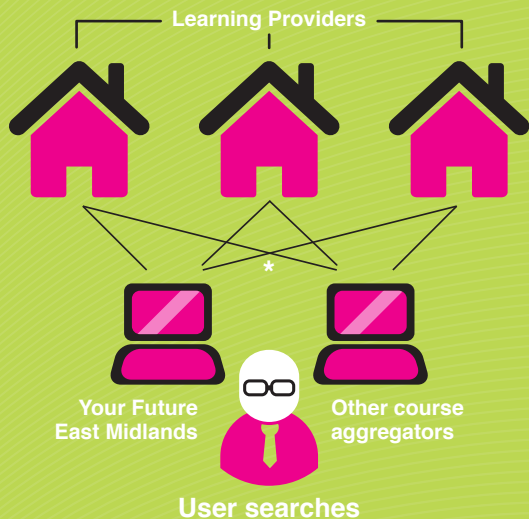 Learning Providers
*
Your Future
East Midlands
Other course
aggregators
User searches